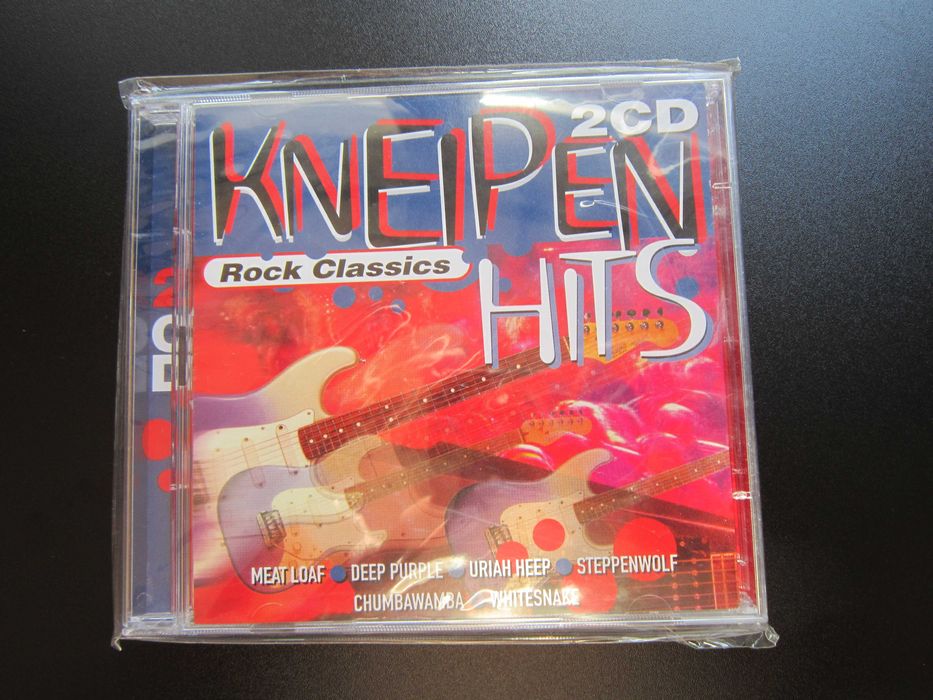 2CD
KNEIPEN
Rock Classics
HITS
MEAT LOAF • DEEP PURPLE • URIAH HEEP • STEPPENWOLF
CHUMBAWAMBA WHITESNAKE